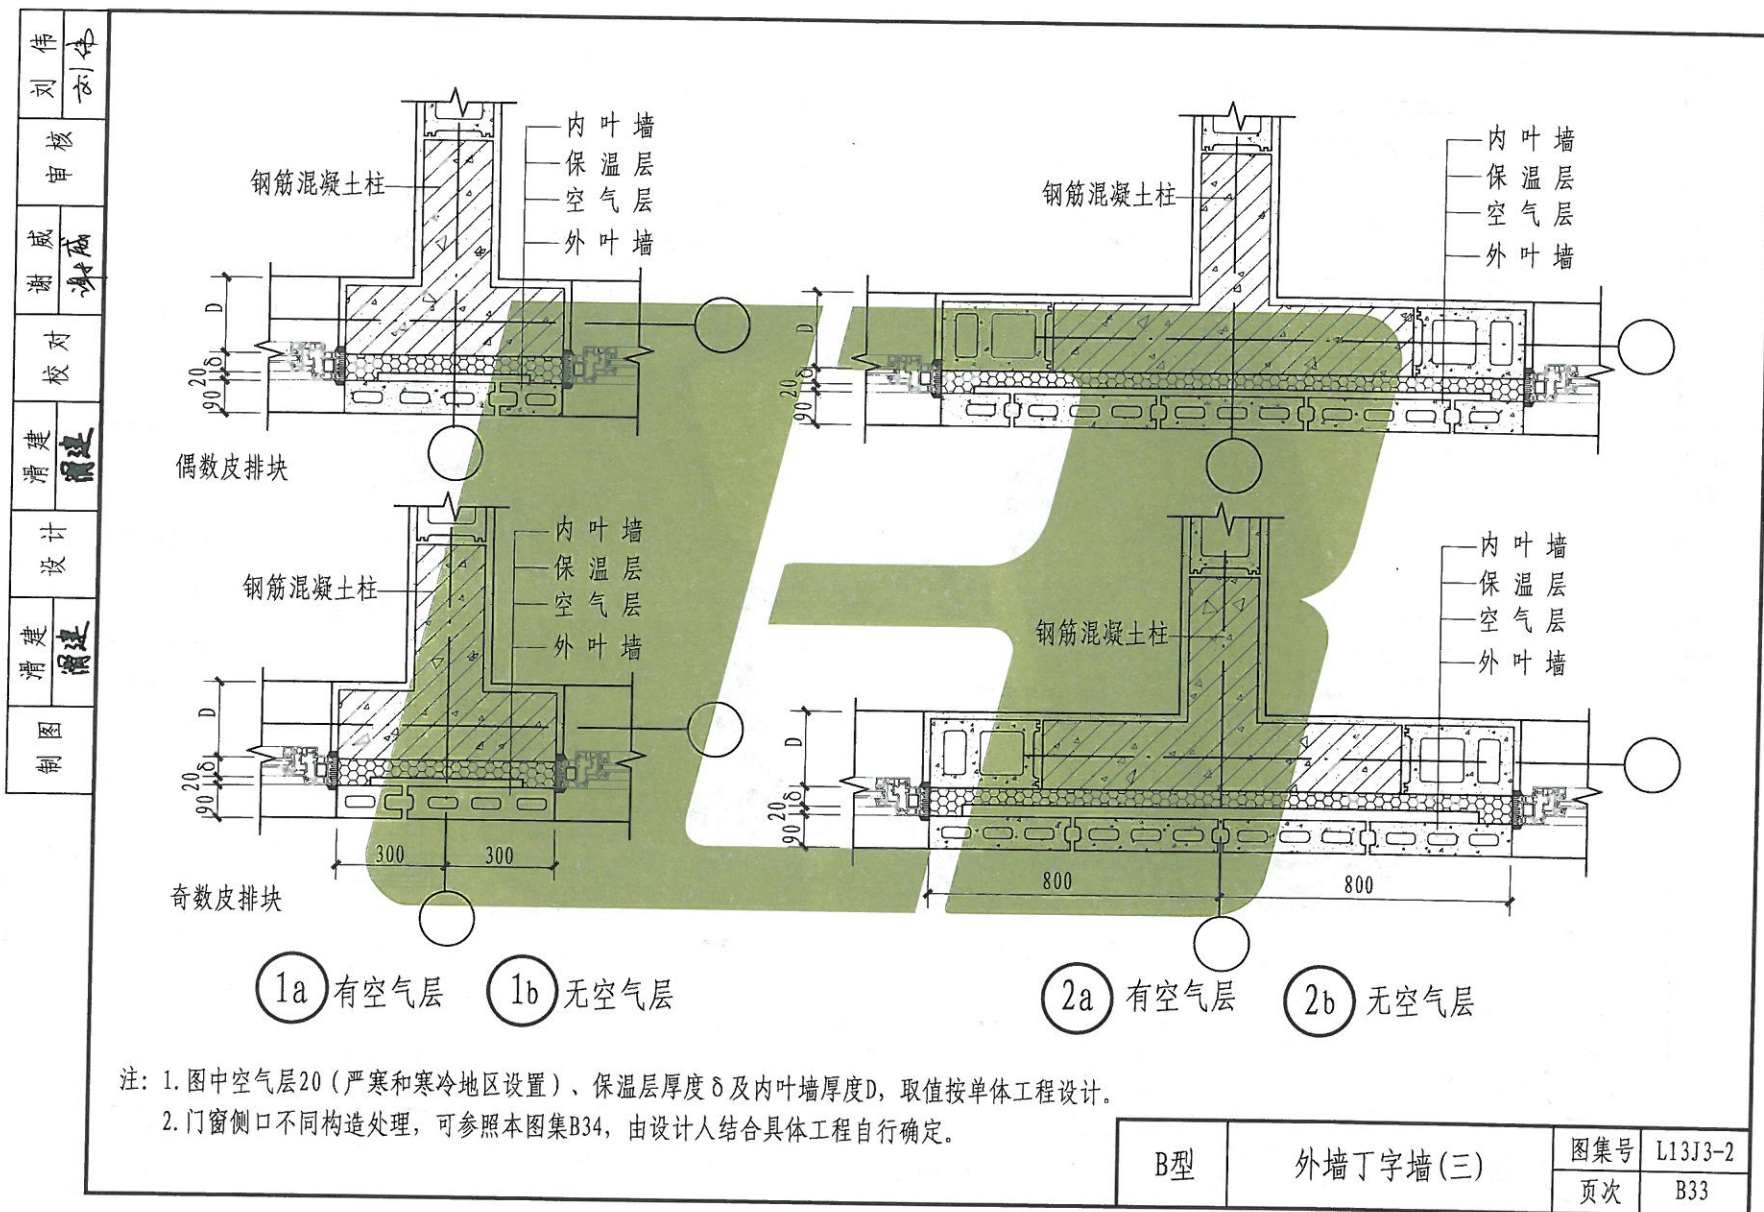 刘伟
刘伟
审核
谢威
谢威
校对
滑建
滑建
设计
滑建
滑建
制图
钢筋混凝土柱
内叶墙
保温层
空气层
外叶墙
D
δ
20
90
偶数皮排块
钢筋混凝土柱
内叶墙
保温层
空气层
外叶墙
D
δ
20
90
钢筋混凝土柱
内叶墙
保温层
空气层
外叶墙
D
δ
20
90
300 300
奇数皮排块
钢筋混凝土柱
内叶墙
保温层
空气层
外叶墙
D
δ
20
90
800 800
1a 有空气层 1b 无空气层
2a 有空气层 2b 无空气层
注: 1.图中空气层20（严寒和寒冷地区设置）、保温层厚度δ及内叶墙厚度D, 取值按单体工程设计。
2.门窗侧口不同构造处理, 可参照本图集B34, 由设计人结合具体工程自行确定。
B型 外墙丁字墙(三) 图集号 L13J3-2
页次 B33